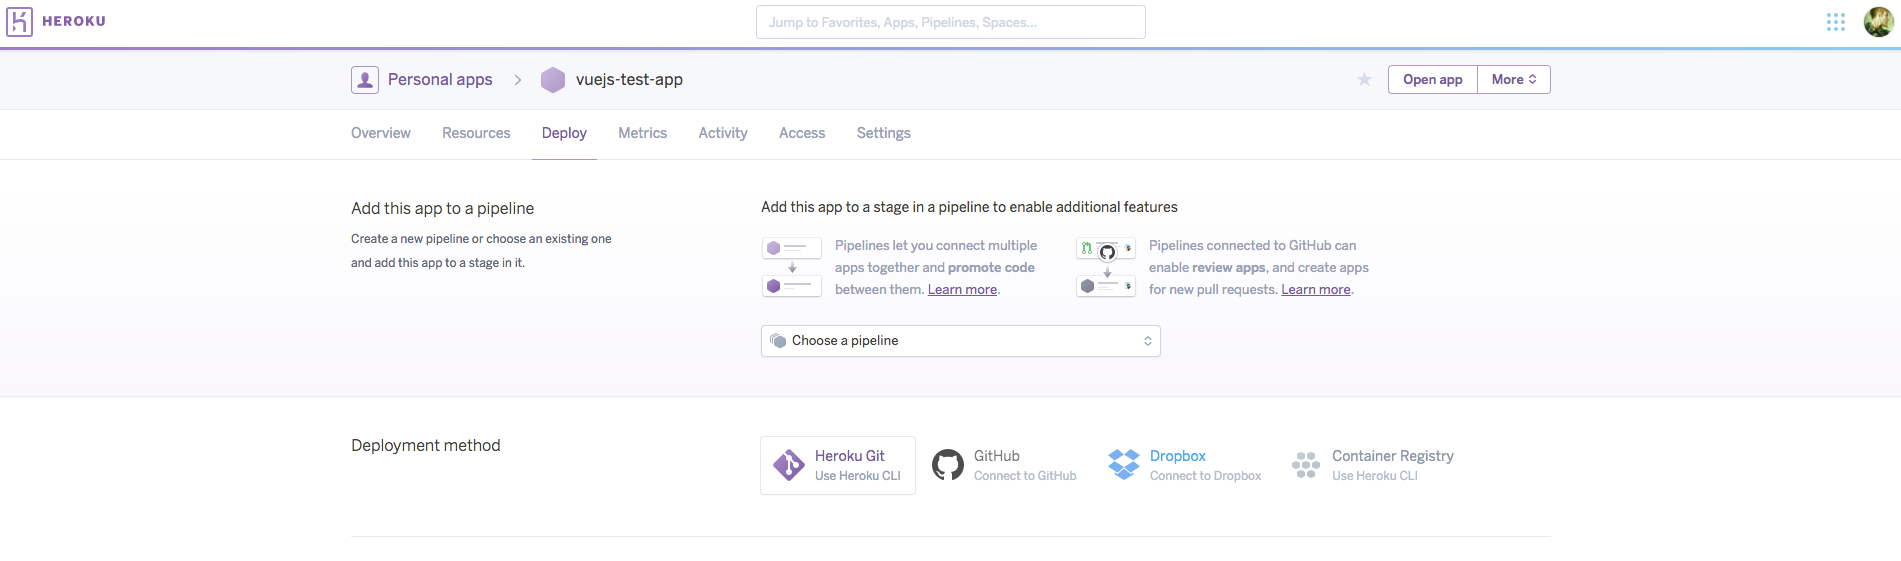 HEROKU
Jump to Favorites, Apps, Pipelines, Spaces...
Personal apps > vuejs-test-app
Open app
More
Overview Resources Deploy Metrics Activity Access Settings
Add this app to a pipeline
Create a new pipeline or choose an existing one
and add this app to a stage in it.
Add this app to a stage in a pipeline to enable additional features
Pipelines let you connect multiple
apps together and promote code
between them. Learn more.
Pipelines connected to GitHub can
enable review apps, and create apps
for new pull requests. Learn more.
Choose a pipeline
Deployment method
Heroku Git
Use Heroku CLI
GitHub
Connect to GitHub
Dropbox
Connect to Dropbox
Container Registry
Use Heroku CLI